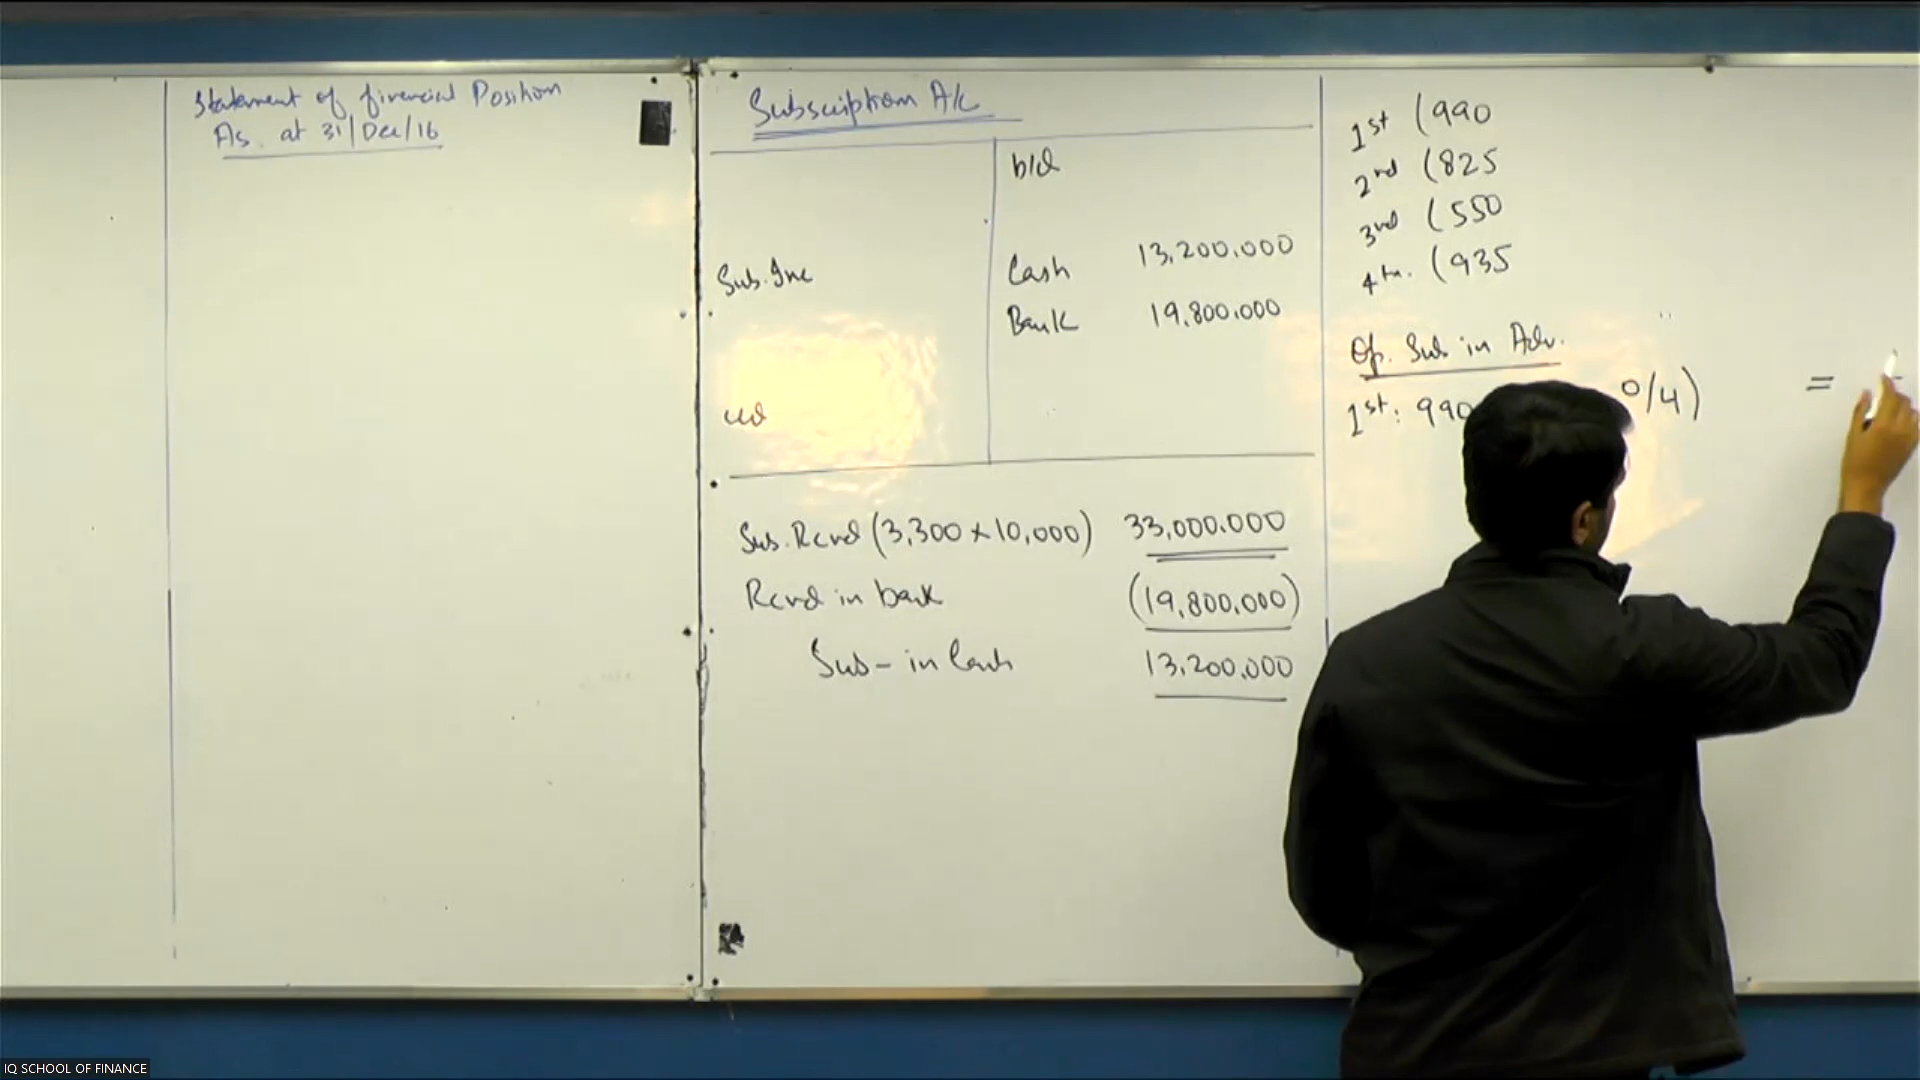 Statement of financial Position
As. at 31/Dec/16
Subscription A/c
b/d
Sub. Inc
Cash 13,200,000
Bank 19,800,000
c/d
Sub. Rcvd (3,300 x 10,000) 33,000,000
Rcvd in bank (19,800,000)
Sub - in Cash 13,200,000
1st (990
2nd (825
3rd (550
4th. (935
Op. Sub in Adv.
1st: 990 0/4) =
IQ SCHOOL OF FINANCE